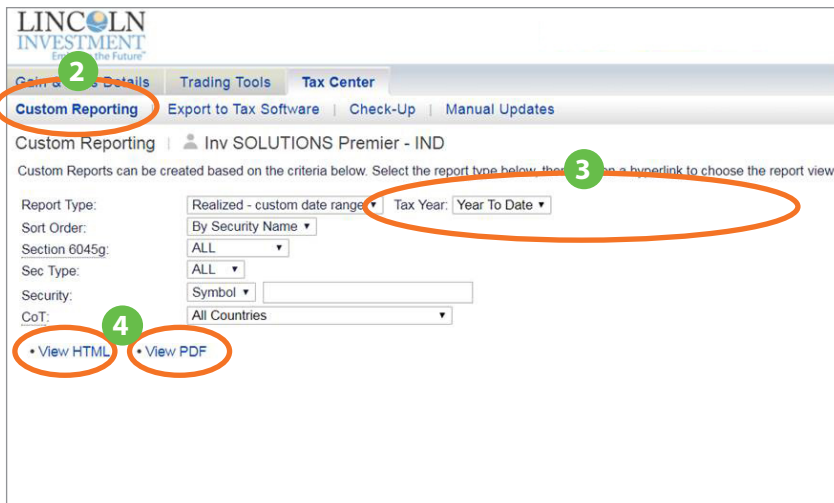 LINCOLN
INVESTMENT
the Future
2
Details Trading Tools Tax Center
Custom Reporting | Export to Tax Software | Check-Up | Manual Updates
Custom Reporting | Inv SOLUTIONS Premier - IND
3
Custom Reports can be created based on the criteria below. Select the report type below, a hyperlink to choose the report view
Report Type: Realized - custom date range Tax Year: Year To Date
Sort Order: By Security Name
Section 6045g: ALL
Sec Type: ALL
Security: Symbol
CoT: All Countries
4
• View HTML • View PDF